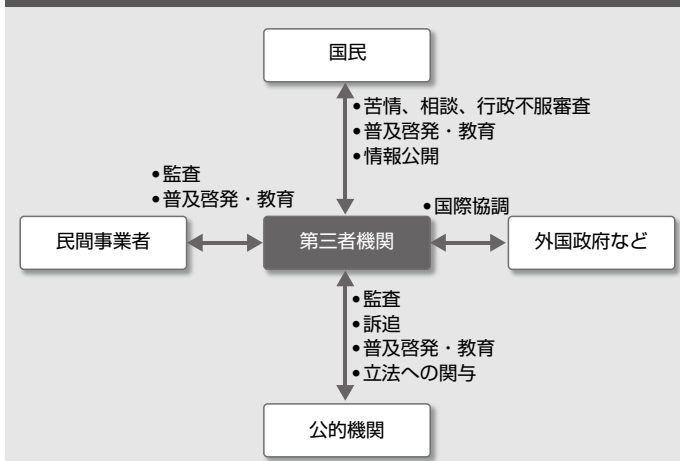 国民
•苦情、相談、行政不服審査
•普及啓発・教育
•情報公開
•監査
•普及啓発・教育
•国際協調
民間事業者
第三者機関
外国政府など
•監査
•訴追
•普及啓発・教育
•立法への関与
公的機関